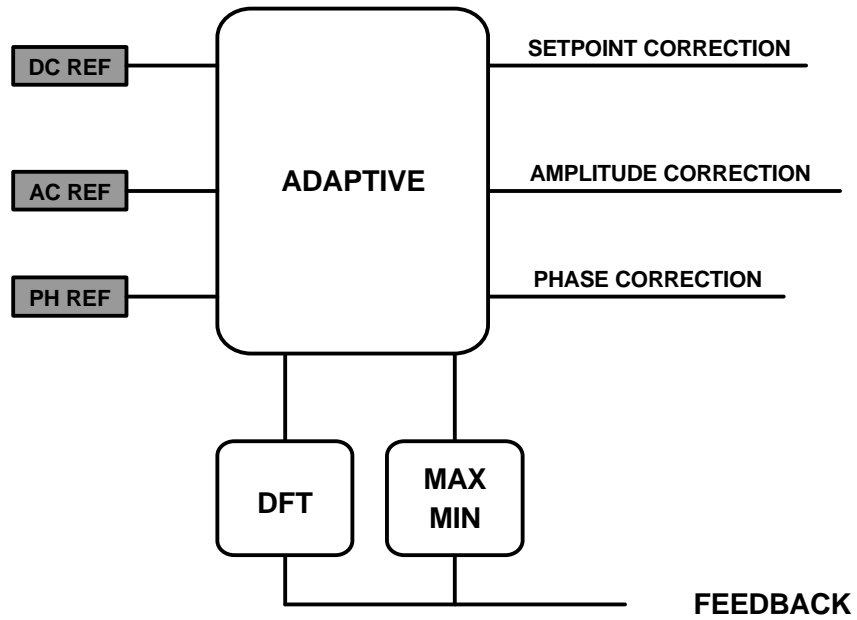 DC REF
SETPOINT CORRECTION
AC REF
ADAPTIVE
AMPLITUDE CORRECTION
PH REF
PHASE CORRECTION
DFT
MAX
MIN
FEEDBACK